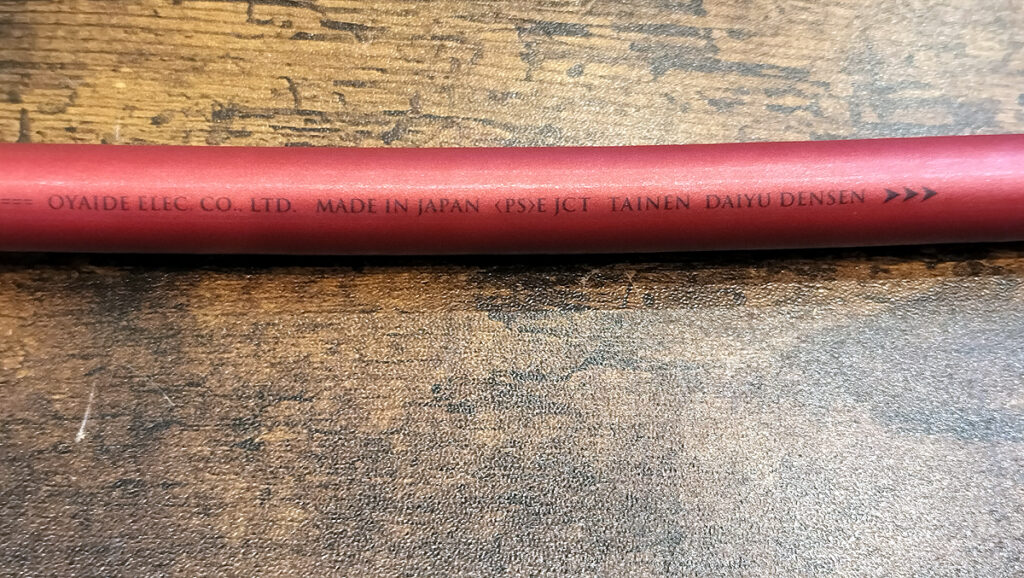 === OYAIDE ELEC. CO., LTD. MADE IN JAPAN <PS>E JCT TAINEN DAIYU DENSEN ➤➤➤